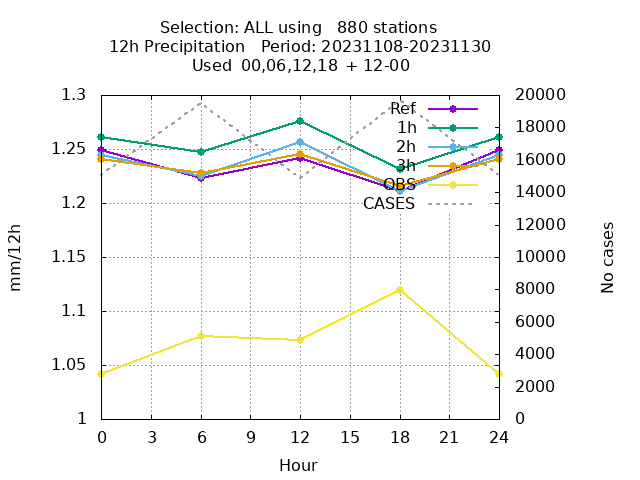 Selection: ALL using   880 stations
12h Precipitation   Period: 20231108-20231130
Used  00,06,12,18  + 12-00
1.3
1.25
1.2
1.15
1.1
1.05
1
mm/12h
0 3 6 9 12 15 18 21 24
Hour
20000
18000
16000
14000
12000
10000
8000
6000
4000
2000
0
No cases
Ref
1h
2h
3h
OBS
CASES